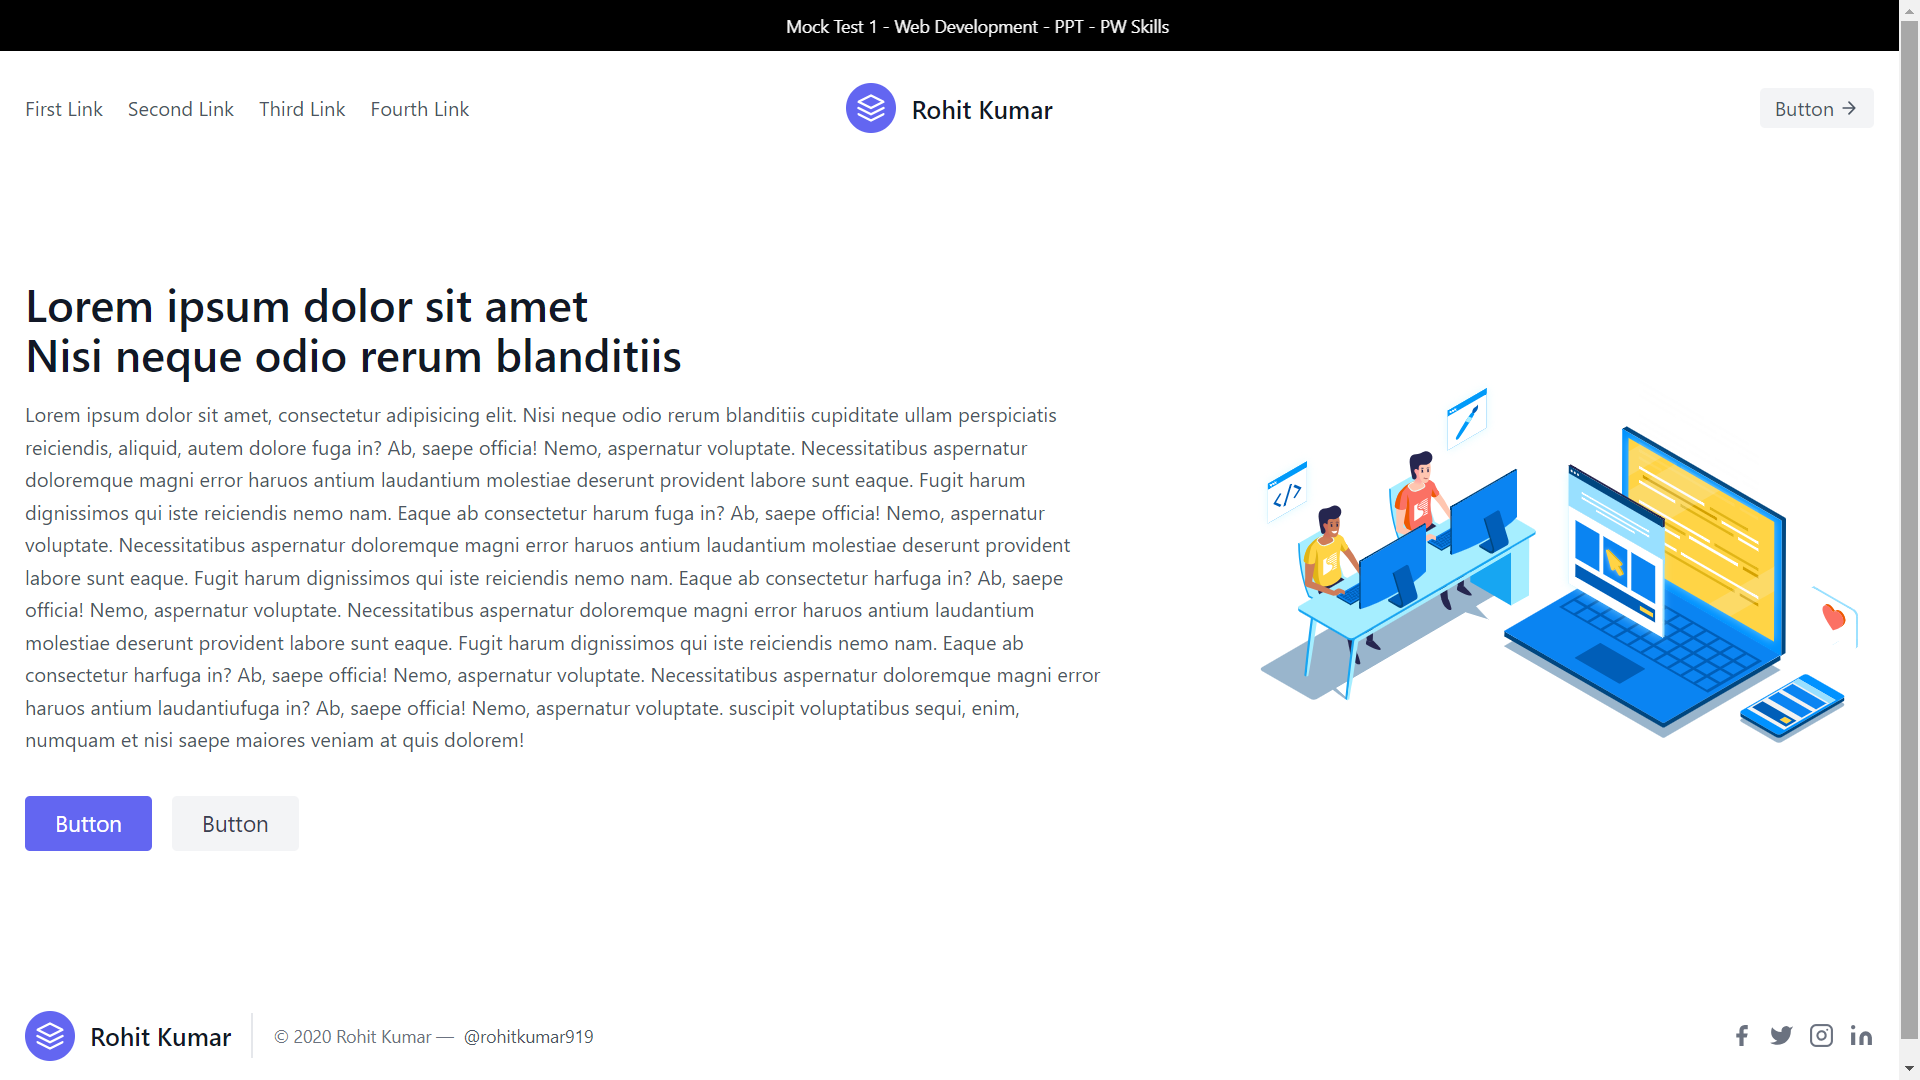 Mock Test 1 - Web Development - PPT - PW Skills
First Link Second Link Third Link Fourth Link
Rohit Kumar
Button →
Lorem ipsum dolor sit amet
Nisi neque odio rerum blanditiis
Lorem ipsum dolor sit amet, consectetur adipisicing elit. Nisi neque odio rerum blanditiis cupiditate ullam perspiciatis
reiciendis, aliquid, autem dolore fuga in? Ab, saepe officia! Nemo, aspernatur voluptate. Necessitatibus aspernatur
doloremque magni error haruos antium laudantium molestiae deserunt provident labore sunt eaque. Fugit harum
dignissimos qui iste reiciendis nemo nam. Eaque ab consectetur harum fuga in? Ab, saepe officia! Nemo, aspernatur
voluptate. Necessitatibus aspernatur doloremque magni error haruos antium laudantium molestiae deserunt provident
labore sunt eaque. Fugit harum dignissimos qui iste reiciendis nemo nam. Eaque ab consectetur harfuga in? Ab, saepe
officia! Nemo, aspernatur voluptate. Necessitatibus aspernatur doloremque magni error haruos antium laudantium
molestiae deserunt provident labore sunt eaque. Fugit harum dignissimos qui iste reiciendis nemo nam. Eaque ab
consectetur harfuga in? Ab, saepe officia! Nemo, aspernatur voluptate. Necessitatibus aspernatur doloremque magni error
haruos antium laudantiufuga in? Ab, saepe officia! Nemo, aspernatur voluptate. suscipit voluptatibus sequi, enim,
numquam et nisi saepe maiores veniam at quis dolorem!
</>
Button
Button
Rohit Kumar
© 2020 Rohit Kumar — @rohitkumar919